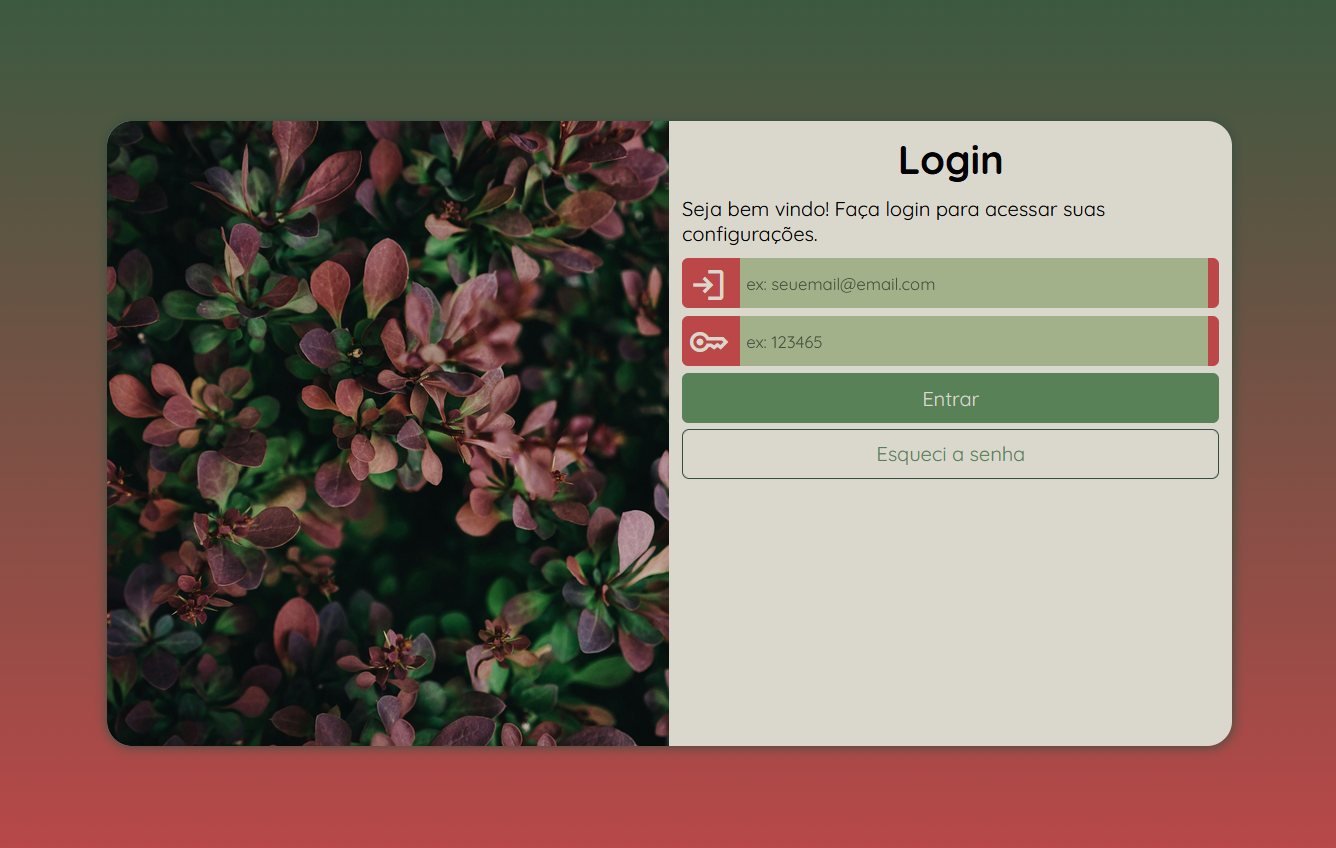 Login
Seja bem vindo! Faça login para acessar suas
configurações.
ex: seuemail@email.com
ex: 123465
Entrar
Esqueci a senha